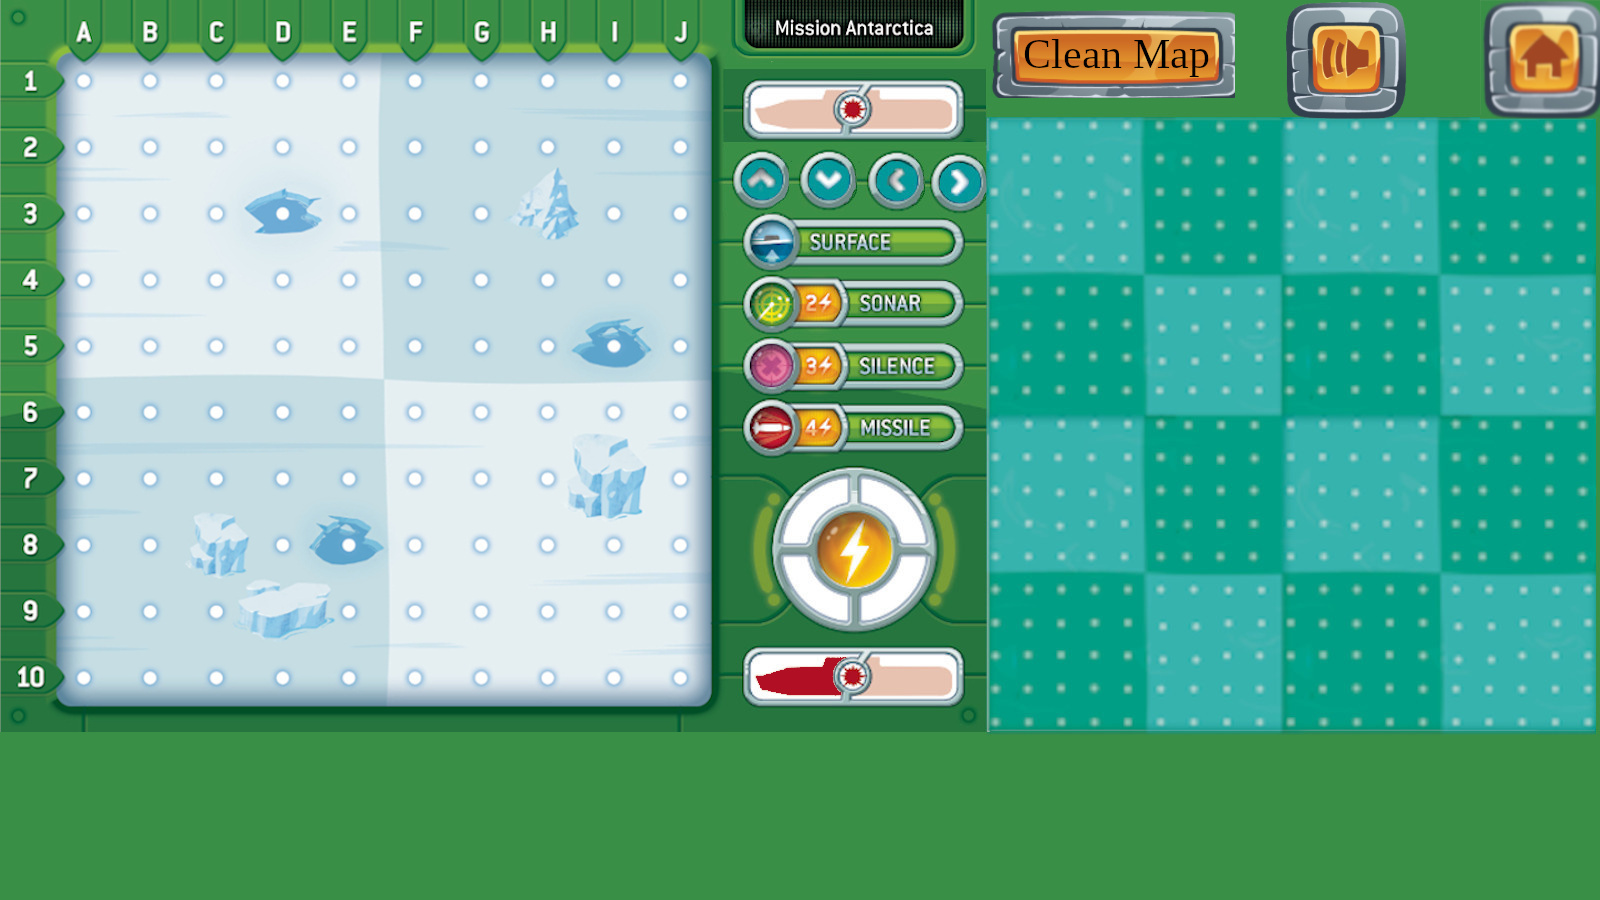 A B C D E F G H I J
Mission Antarctica
Clean Map
1
2
3
4
5
6
7
8
9
10
SURFACE
2 SONAR
3 SILENCE
4 MISSILE